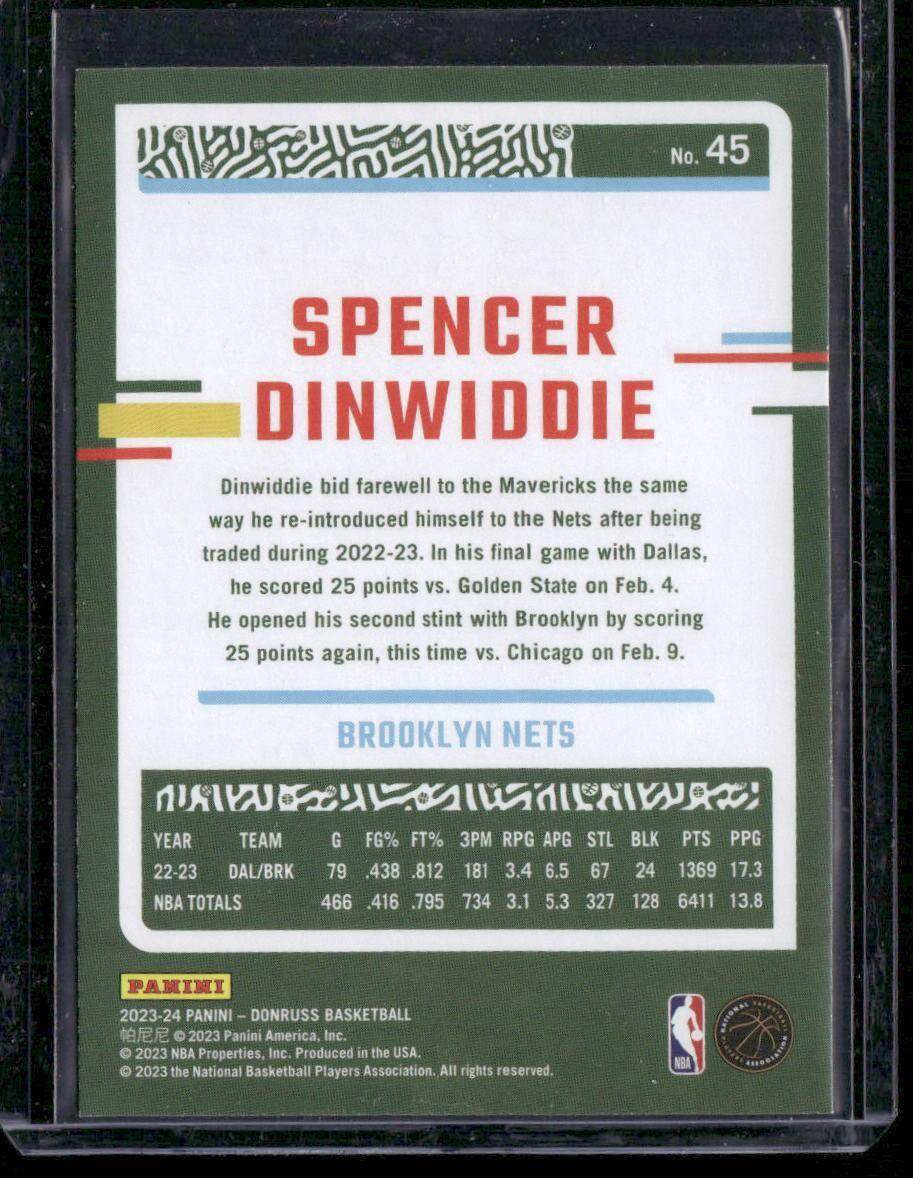 No. 45
SPENCER
DINWIDDIE
Dinwiddie bid farewell to the Mavericks the same
way he re-introduced himself to the Nets after being
traded during 2022-23. In his final game with Dallas,
he scored 25 points vs. Golden State on Feb. 4.
He opened his second stint with Brooklyn by scoring
25 points again, this time vs. Chicago on Feb. 9.
BROOKLYN NETS
YEAR TEAM G FG% FT% 3PM RPG APG STL BLK PTS PPG
22-23 DAL/BRK 79 .438 .812 181 3.4 6.5 67 24 1369 17.3
NBA TOTALS 466 .416 .795 734 3.1 5.3 327 128 6411 13.8
PANINI
2023-24 PANINI – DONRUSS BASKETBALL
帕尼尼 © 2023 Panini America, Inc.
© 2023 NBA Properties, Inc. Produced in the USA.
© 2023 the National Basketball Players Association. All rights reserved.
NBA
NATIONAL BASKETBALL PLAYERS ASSOCIATION